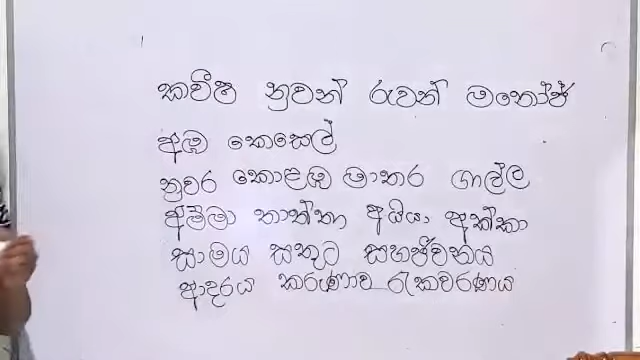 කවීෂ නුවන් රුවන් මනෝජ්
අඹ කෙසෙල්
නුවර කොළඹ මාතර ගාල්ල
අම්මා තාත්තා අයියා අක්කා
සාමය සතුට සහජීවනය
ආදරය කරුණාව රැකවරණය